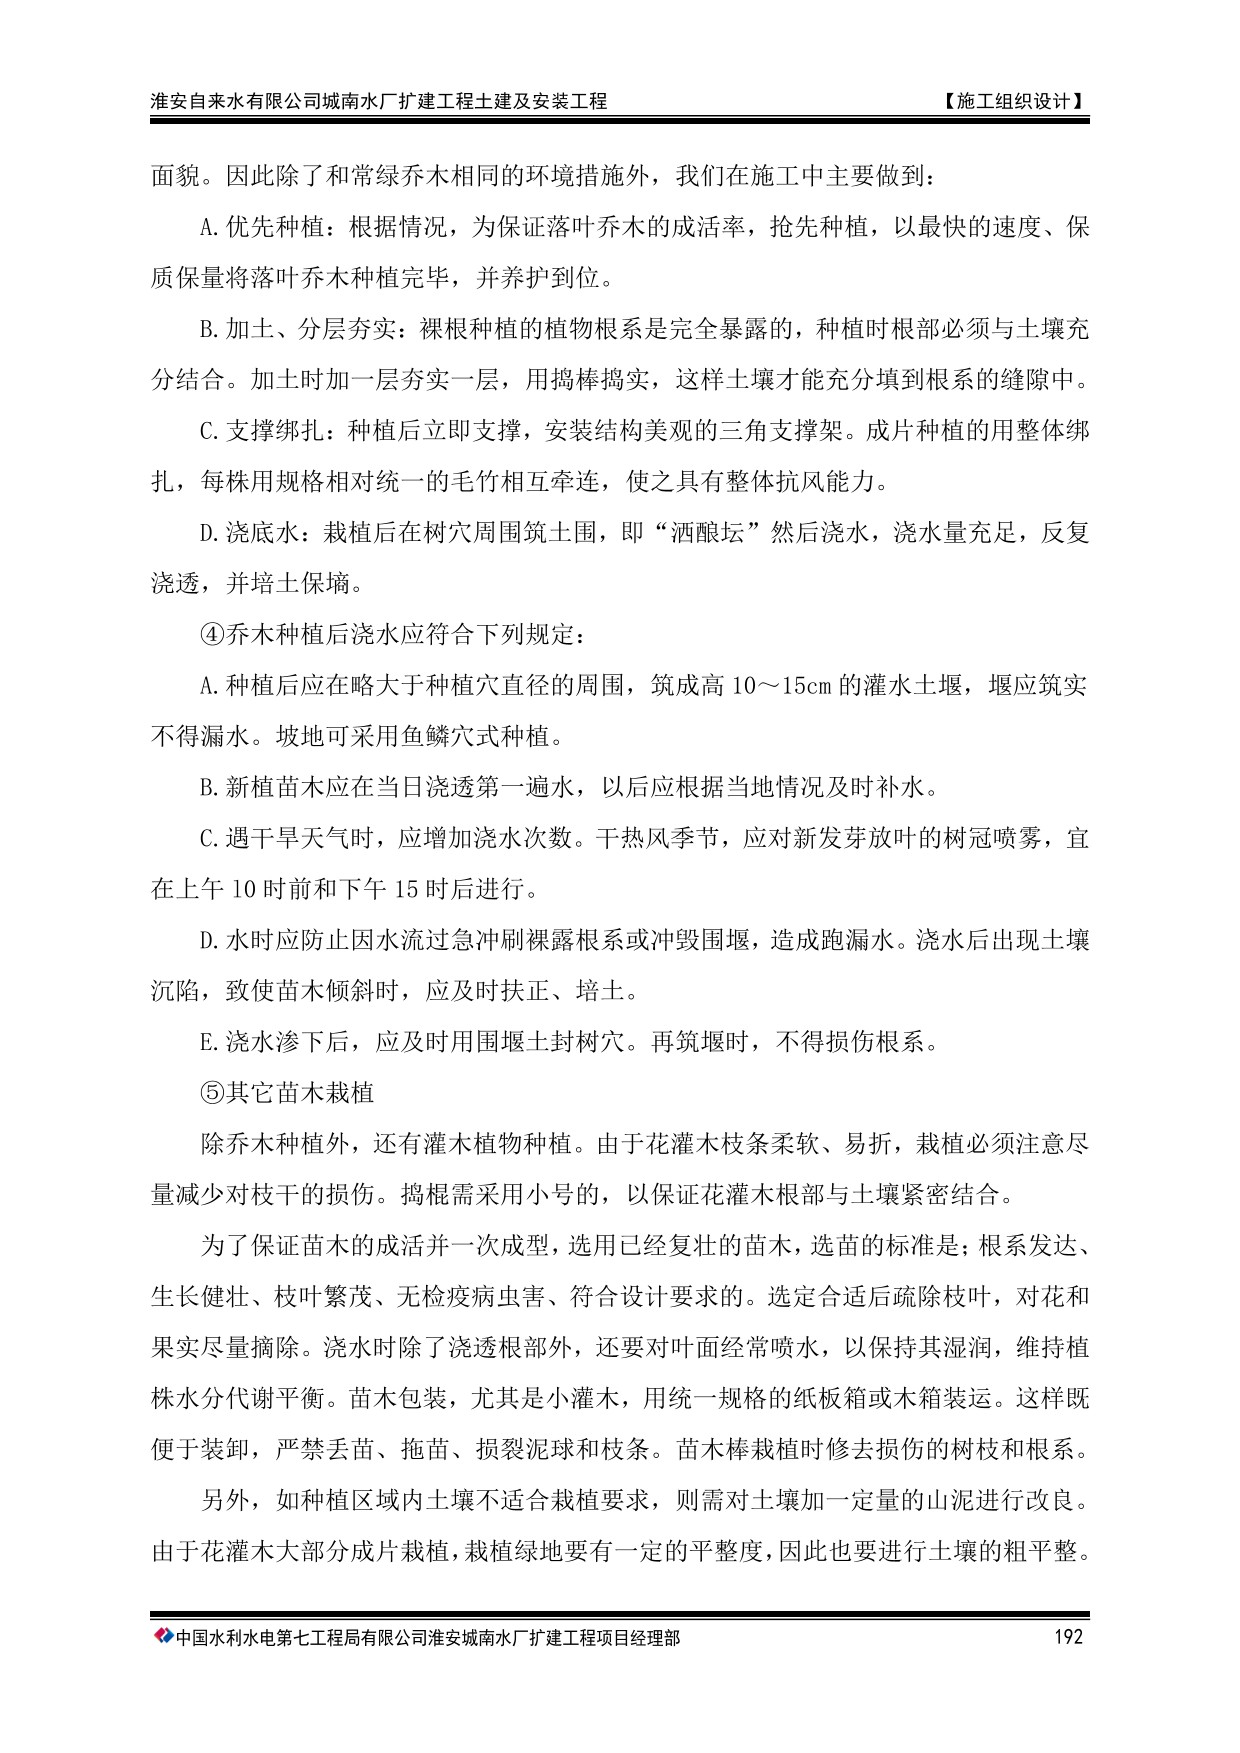 淮安自来水有限公司城南水厂扩建工程土建及安装工程 【施工组织设计】
面貌。因此除了和常绿乔木相同的环境措施外，我们在施工中主要做到：
A.优先种植：根据情况，为保证落叶乔木的成活率，抢先种植，以最快的速度、保
质保量将落叶乔木种植完毕，并养护到位。
B.加土、分层夯实：裸根种植的植物根系是完全暴露的，种植时根部必须与土壤充
分结合。加土时加一层夯实一层，用捣棒捣实，这样土壤才能充分填到根系的缝隙中。
C.支撑绑扎：种植后立即支撑，安装结构美观的三角支撑架。成片种植的用整体绑
扎，每株用规格相对统一的毛竹相互牵连，使之具有整体抗风能力。
D.浇底水：栽植后在树穴周围筑土围，即“洒酿坛”然后浇水，浇水量充足，反复
浇透，并培土保墒。
④乔木种植后浇水应符合下列规定：
A.种植后应在略大于种植穴直径的周围，筑成高10～15cm的灌水土堰，堰应筑实
不得漏水。坡地可采用鱼鳞穴式种植。
B.新植苗木应在当日浇透第一遍水，以后应根据当地情况及时补水。
C.遇干旱天气时，应增加浇水次数。干热风季节，应对新发芽放叶的树冠喷雾，宜
在上午10时前和下午15时后进行。
D.水时应防止因水流过急冲刷裸露根系或冲毁围堰，造成跑漏水。浇水后出现土壤
沉陷，致使苗木倾斜时，应及时扶正、培土。
E.浇水渗下后，应及时用围堰土封树穴。再筑堰时，不得损伤根系。
⑤其它苗木栽植
除乔木种植外，还有灌木植物种植。由于花灌木枝条柔软、易折，栽植必须注意尽
量减少对枝干的损伤。捣棍需采用小号的，以保证花灌木根部与土壤紧密结合。
为了保证苗木的成活并一次成型，选用已经复壮的苗木，选苗的标准是；根系发达、
生长健壮、枝叶繁茂、无检疫病虫害、符合设计要求的。选定合适后疏除枝叶，对花和
果实尽量摘除。浇水时除了浇透根部外，还要对叶面经常喷水，以保持其湿润，维持植
株水分代谢平衡。苗木包装，尤其是小灌木，用统一规格的纸板箱或木箱装运。这样既
便于装卸，严禁丢苗、拖苗、损裂泥球和枝条。苗木棒栽植时修去损伤的树枝和根系。
另外，如种植区域内土壤不适合栽植要求，则需对土壤加一定量的山泥进行改良。
由于花灌木大部分成片栽植，栽植绿地要有一定的平整度，因此也要进行土壤的粗平整。
中国水利水电第七工程局有限公司淮安城南水厂扩建工程项目经理部 192